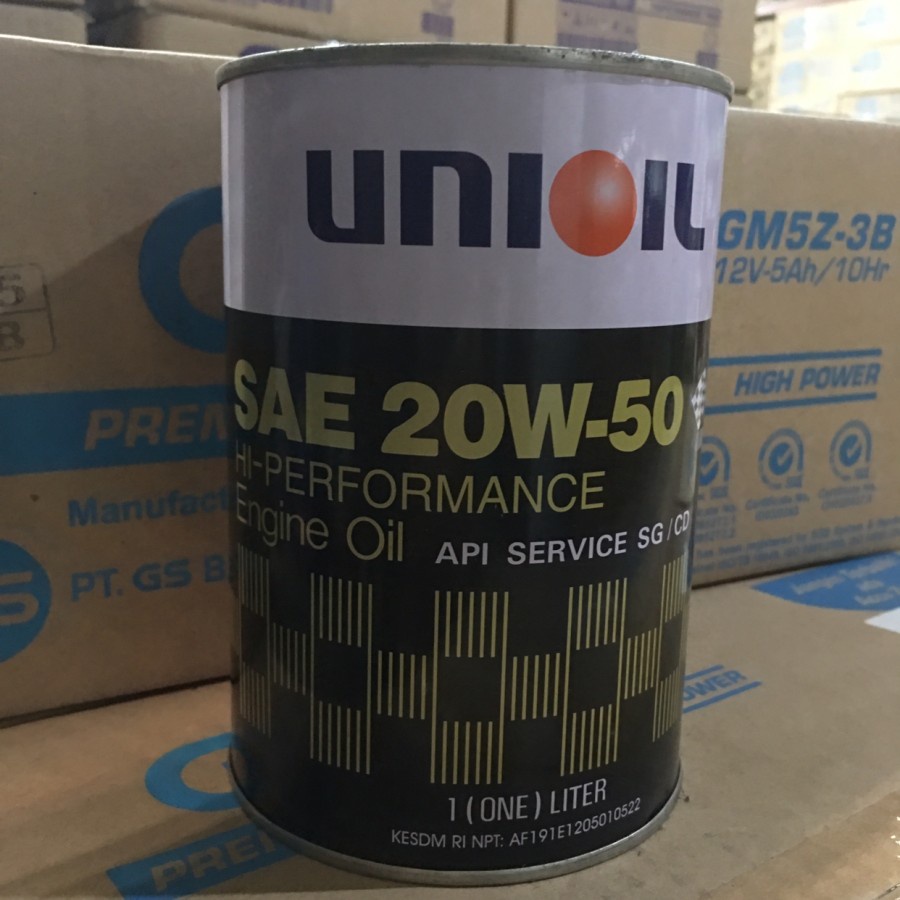 UNIOIL
SAE 20W-50
HI-PERFORMANCE
Engine Oil
API SERVICE SG/CD
1 (ONE) LITER
KESDM RI NPT: AF191E1205010522
GM5Z-3B
12V-5Ah/10Hr
HIGH POWER
PREM
Manufact
PT. GS B